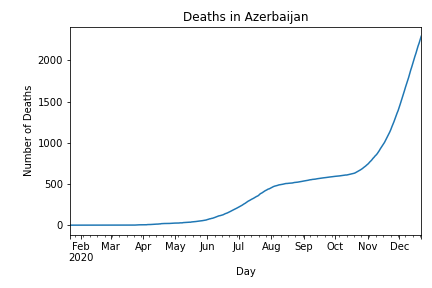 Deaths in Azerbaijan
Number of Deaths
2000
1500
1000
500
0
Feb Mar Apr May Jun Jul Aug Sep Oct Nov Dec
2020
Day